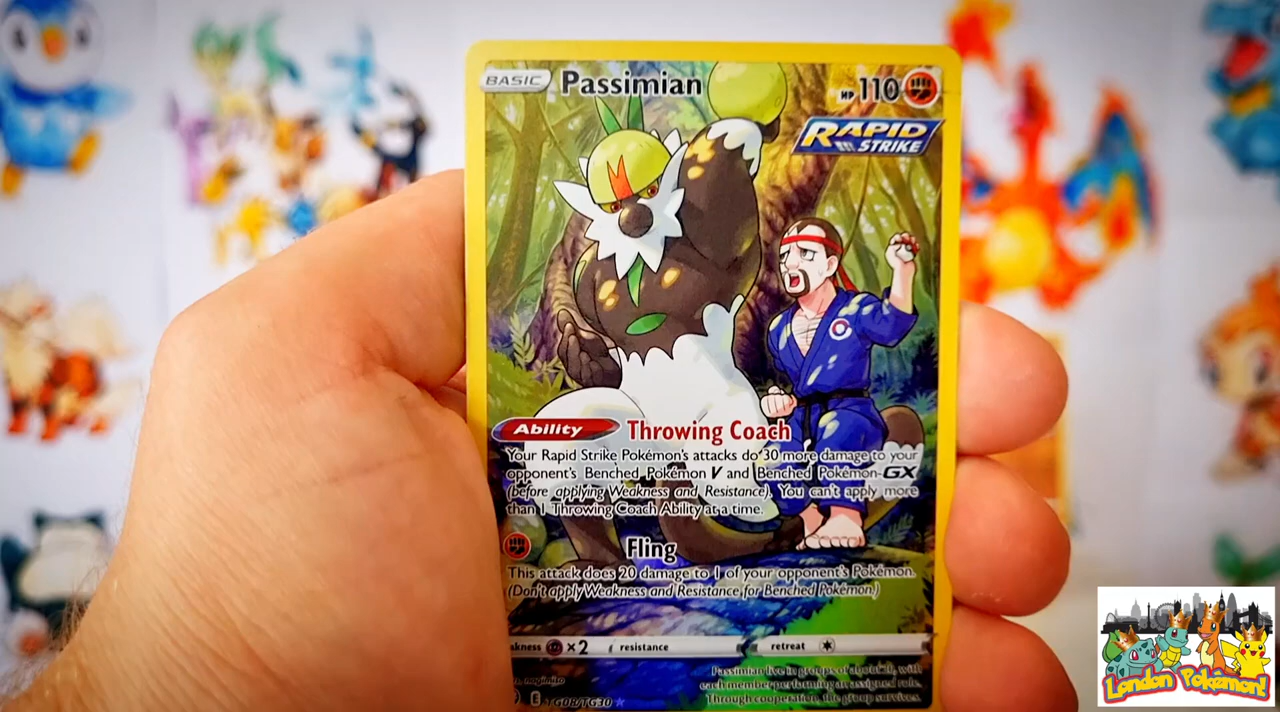 BASIC Passimian HP 110
RAPID STRIKE
Ability Throwing Coach
Your Rapid Strike Pokémon's attacks do 30 more damage to your
opponent's Benched Pokémon V and Benched Pokémon-GX
(before applying Weakness and Resistance). You can't apply more
than 1 Throwing Coach Ability at a time.
Fling
This attack does 20 damage to 1 of your opponent's Pokémon.
(Don't apply Weakness and Resistance for Benched Pokémon.)
akness ×2 resistance retreat
Passimian live in groups of about 20, with
each member performing an assigned role.
Through cooperation, the group survives.
nagimiso
E TG08/TG30
London Pokémon!